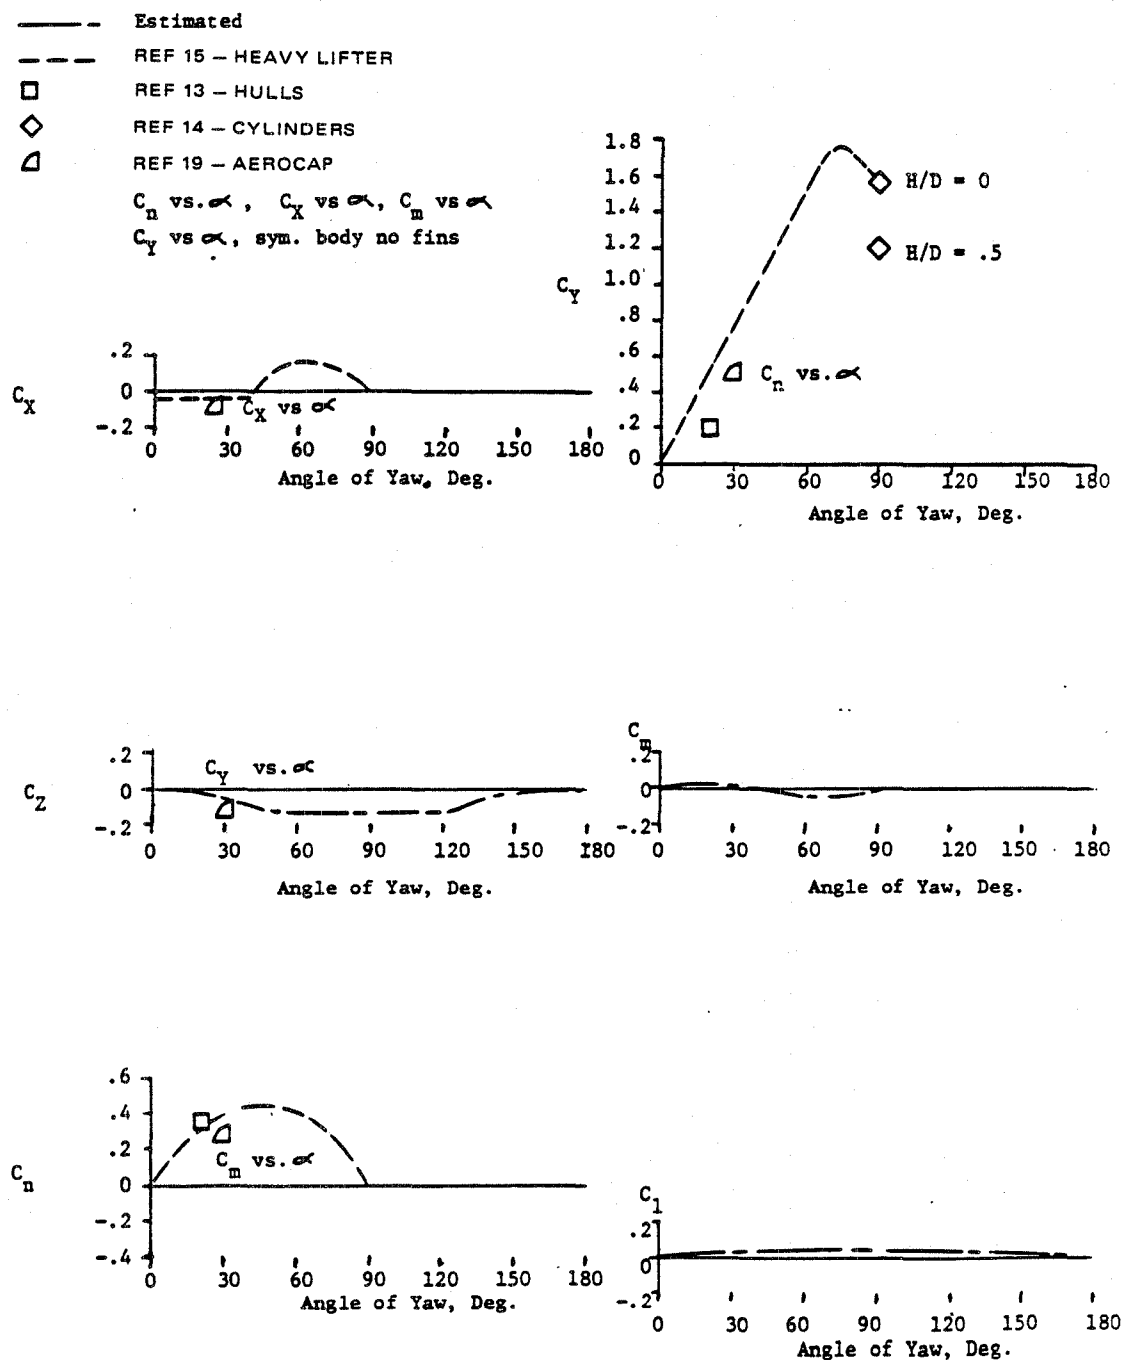 Estimated
REF 15 — HEAVY LIFTER
REF 13 — HULLS
REF 14 — CYLINDERS
REF 19 — AEROCAP
C_n vs. ∝ , C_X vs ∝, C_m vs ∝
C_Y vs ∝, sym. body no fins
C_X
.2
0
-.2
C_X vs ∝
0 30 60 90 120 150 180
Angle of Yaw, Deg.
C_Y
1.8
1.6
1.4
1.2
1.0
.8
.6
.4
.2
0
H/D = 0
H/D = .5
C_n vs. ∝
0 30 60 90 120 150 180
Angle of Yaw, Deg.
C_Z
.2
0
-.2
C_Y vs. ∝
0 30 60 90 120 150 180
Angle of Yaw, Deg.
C_m
.2
0
-.2
0 30 60 90 120 150 180
Angle of Yaw, Deg.
C_n
.6
.4
.2
0
-.2
-.4
C_m vs. ∝
0 30 60 90 120 150 180
Angle of Yaw, Deg.
C_l
.2
0
-.2
0 30 60 90 120 150 180
Angle of Yaw, Deg.